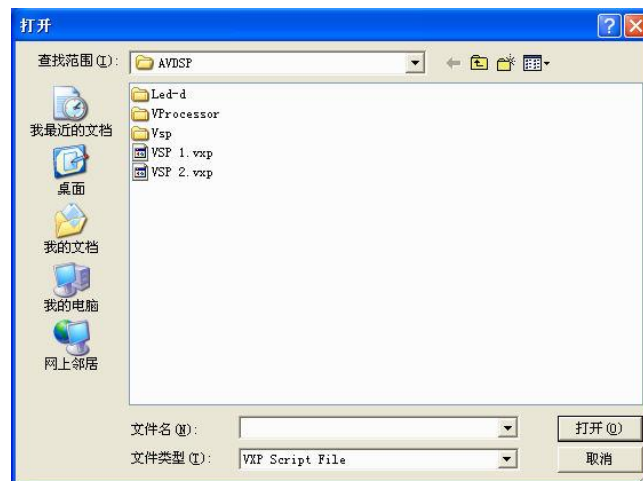 打开
查找范围(I): AVDSP
Led-d
VProcessor
Vsp
VSP 1.vxp
VSP 2.vxp
我最近的文档
桌面
我的文档
我的电脑
网上邻居
文件名(N): 打开(O)
文件类型(T): VXP Script File 取消